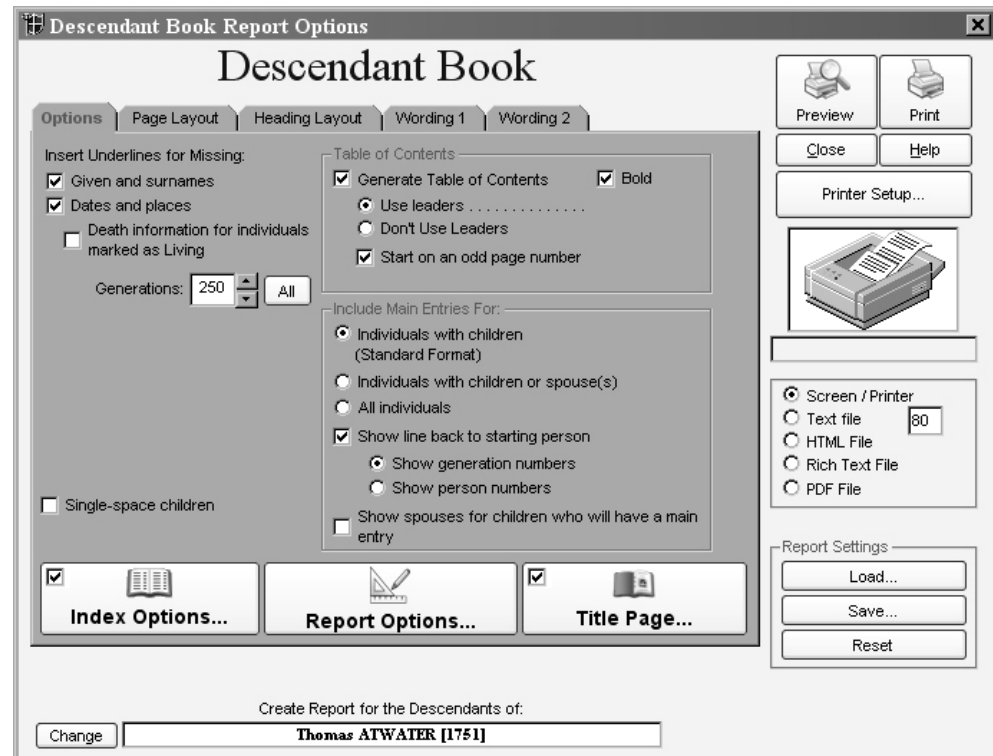 Descendant Book Report Options
Descendant Book
Options
Page Layout
Heading Layout
Wording 1
Wording 2
Insert Underlines for Missing:
Given and surnames
Dates and places
Death information for individuals
marked as Living
Generations: 250 All
Single-space children
Table of Contents
Generate Table of Contents
Bold
Use leaders . . . . . . . . . . . . . .
Don't Use Leaders
Start on an odd page number
Include Main Entries For:
Individuals with children
(Standard Format)
Individuals with children or spouse(s)
All individuals
Show line back to starting person
Show generation numbers
Show person numbers
Show spouses for children who will have a main
entry
Index Options...
Report Options...
Title Page...
Preview
Print
Close
Help
Printer Setup...
Screen / Printer
Text file 80
HTML File
Rich Text File
PDF File
Report Settings
Load...
Save...
Reset
Create Report for the Descendants of:
Change
Thomas ATWATER [1751]